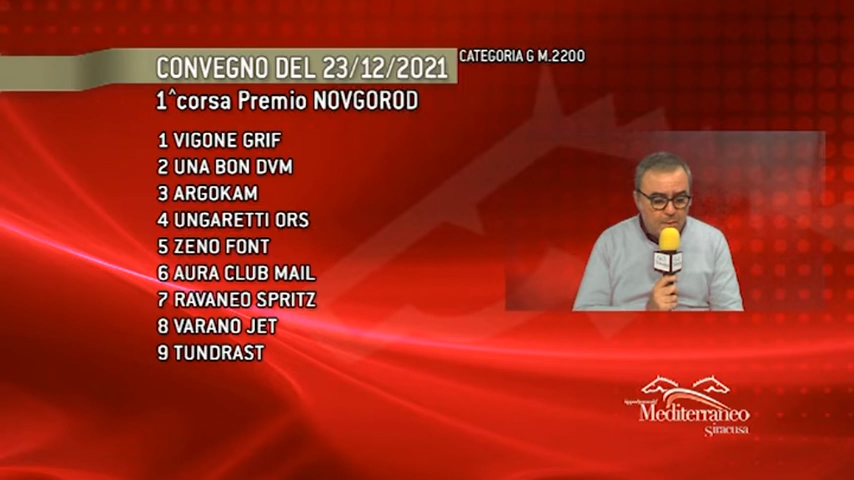 CONVEGNO DEL 23/12/2021
CATEGORIA G M.2200
1^corsa Premio NOVGOROD
1 VIGONE GRIF
2 UNA BON DVM
3 ARGOKAM
4 UNGARETTI ORS
5 ZENO FONT
6 AURA CLUB MAIL
7 RAVANEO SPRITZ
8 VARANO JET
9 TUNDRAST
Mediterraneo
Siracusa